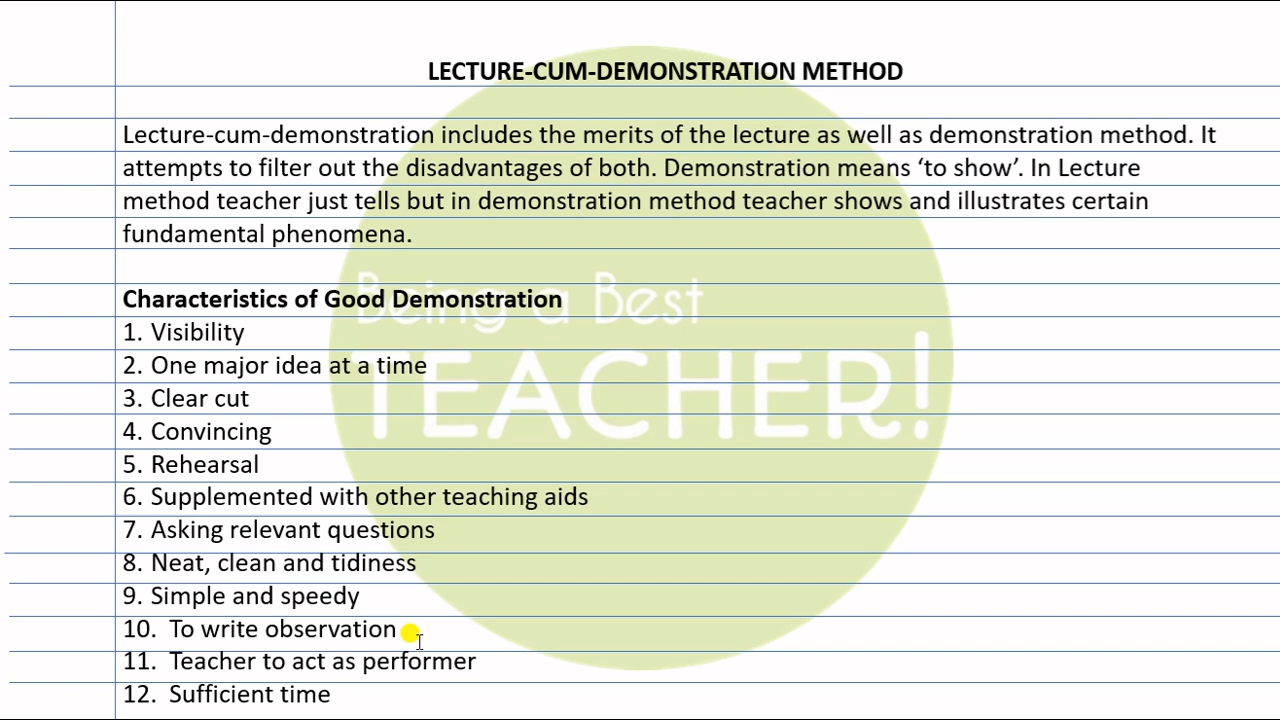 LECTURE-CUM-DEMONSTRATION METHOD
Lecture-cum-demonstration includes the merits of the lecture as well as demonstration method. It
attempts to filter out the disadvantages of both. Demonstration means ‘to show’. In Lecture
method teacher just tells but in demonstration method teacher shows and illustrates certain
fundamental phenomena.
Characteristics of Good Demonstration
Being a Best
TEACHER!
1. Visibility
2. One major idea at a time
3. Clear cut
4. Convincing
5. Rehearsal
6. Supplemented with other teaching aids
7. Asking relevant questions
8. Neat, clean and tidiness
9. Simple and speedy
10. To write observation
11. Teacher to act as performer
12. Sufficient time